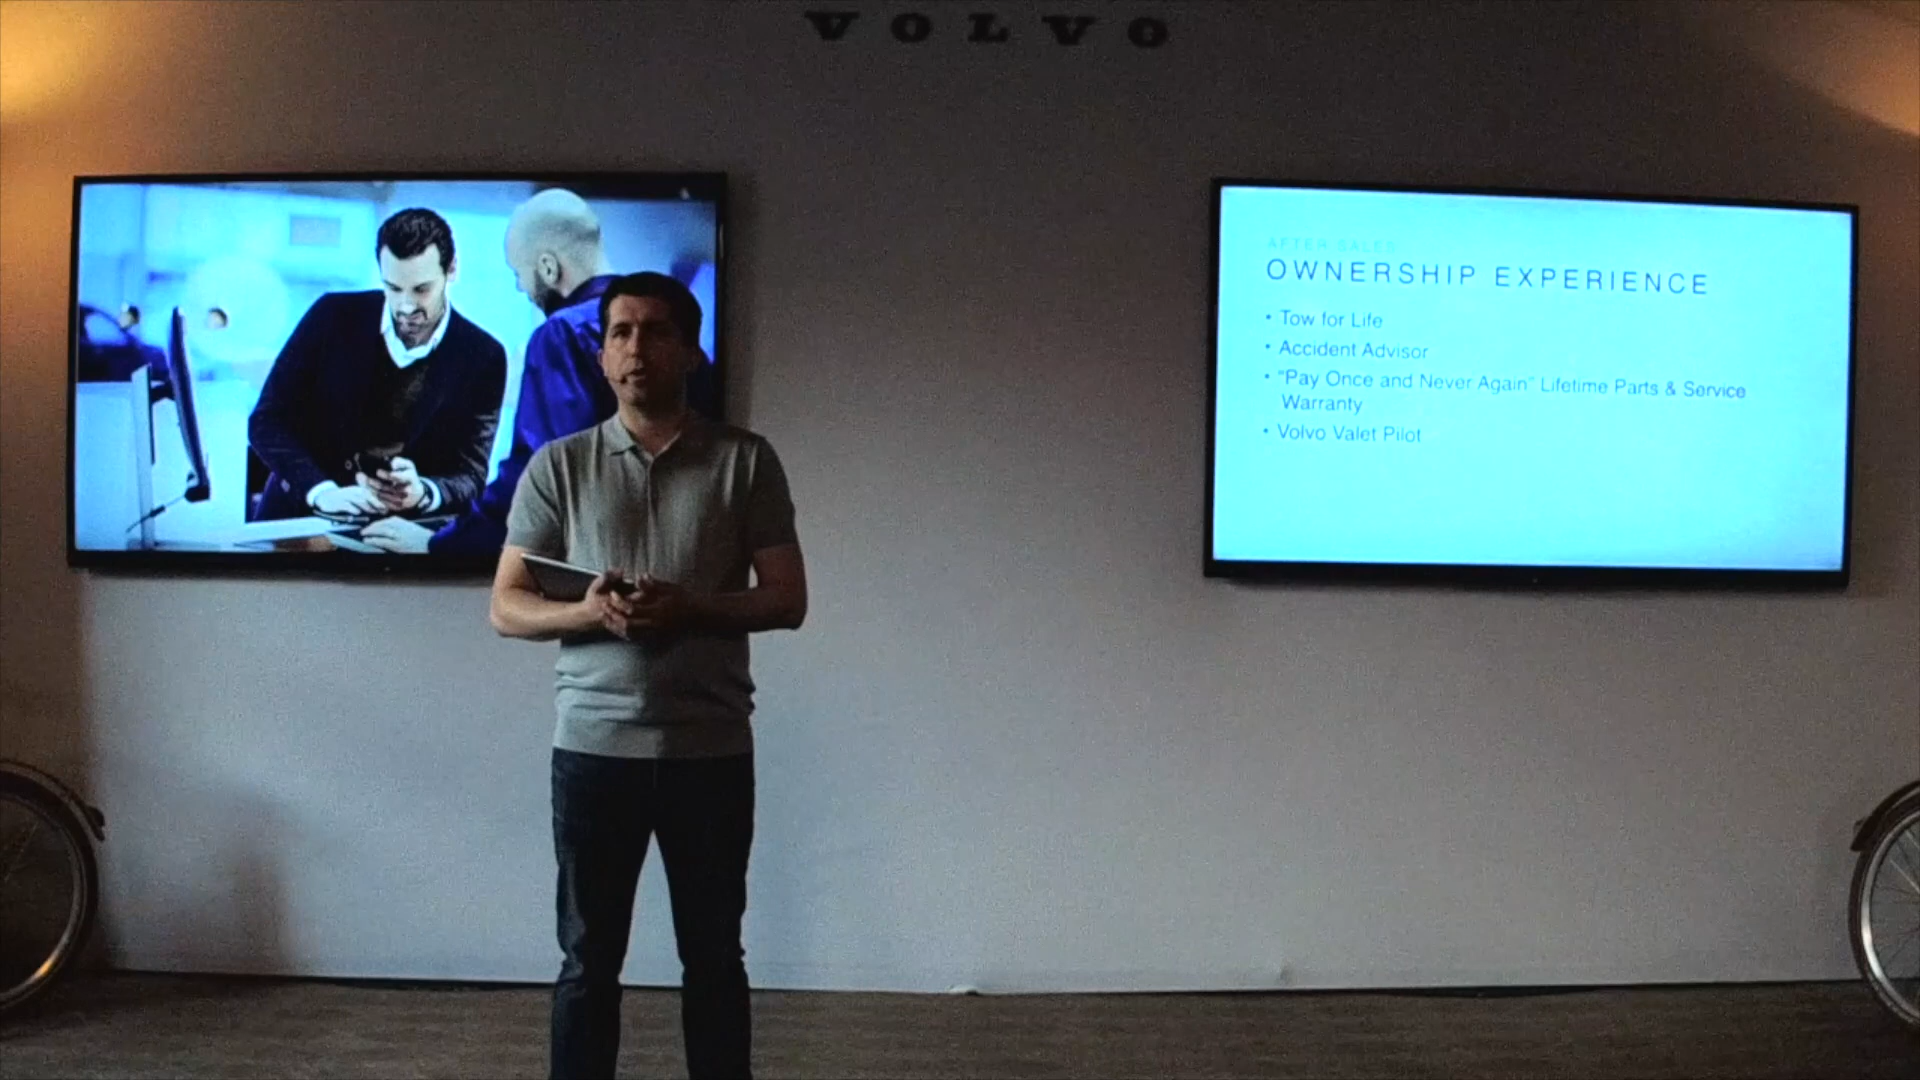 VOLVO
AFTER SALES
OWNERSHIP EXPERIENCE
• Tow for Life
• Accident Advisor
• "Pay Once and Never Again" Lifetime Parts & Service
Warranty
• Volvo Valet Pilot